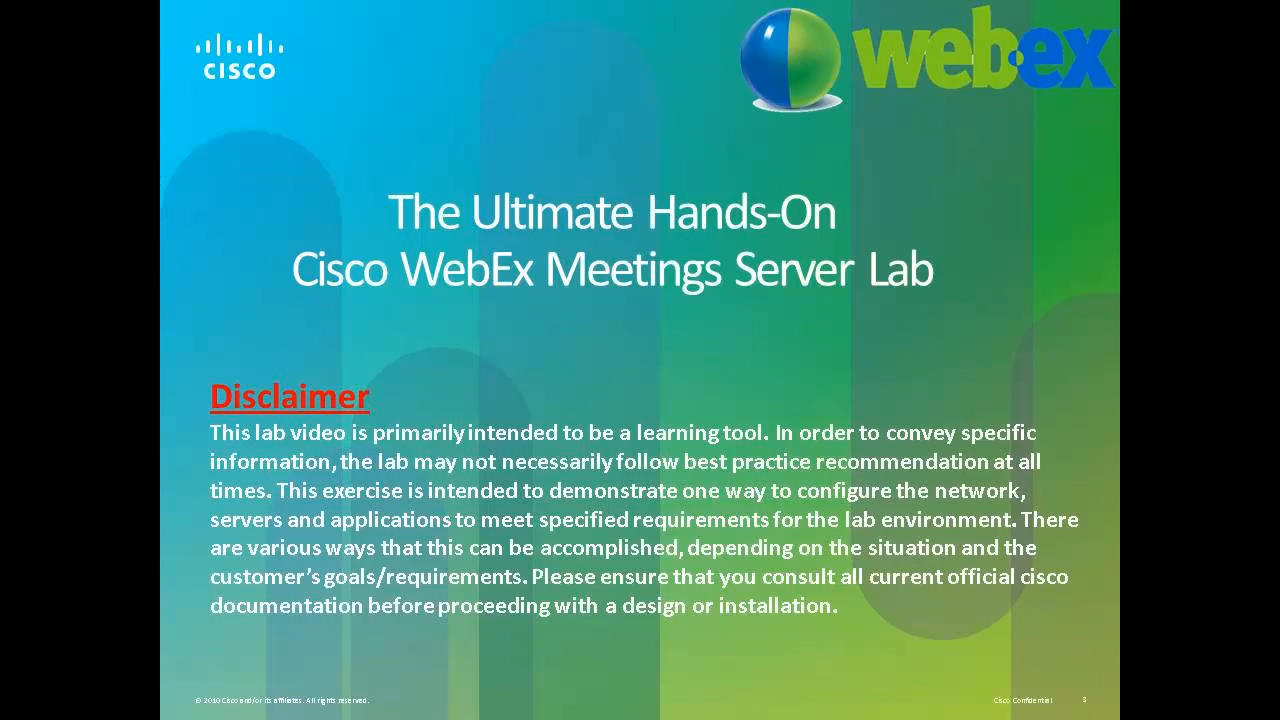 CISCO
webex
The Ultimate Hands-On
Cisco WebEx Meetings Server Lab
Disclaimer
This lab video is primarily intended to be a learning tool. In order to convey specific
information, the lab may not necessarily follow best practice recommendation at all
times. This exercise is intended to demonstrate one way to configure the network,
servers and applications to meet specified requirements for the lab environment. There
are various ways that this can be accomplished, depending on the situation and the
customer’s goals/requirements. Please ensure that you consult all current official cisco
documentation before proceeding with a design or installation.
© 2010 Cisco and/or its affiliates. All rights reserved.
Cisco Confidential
3